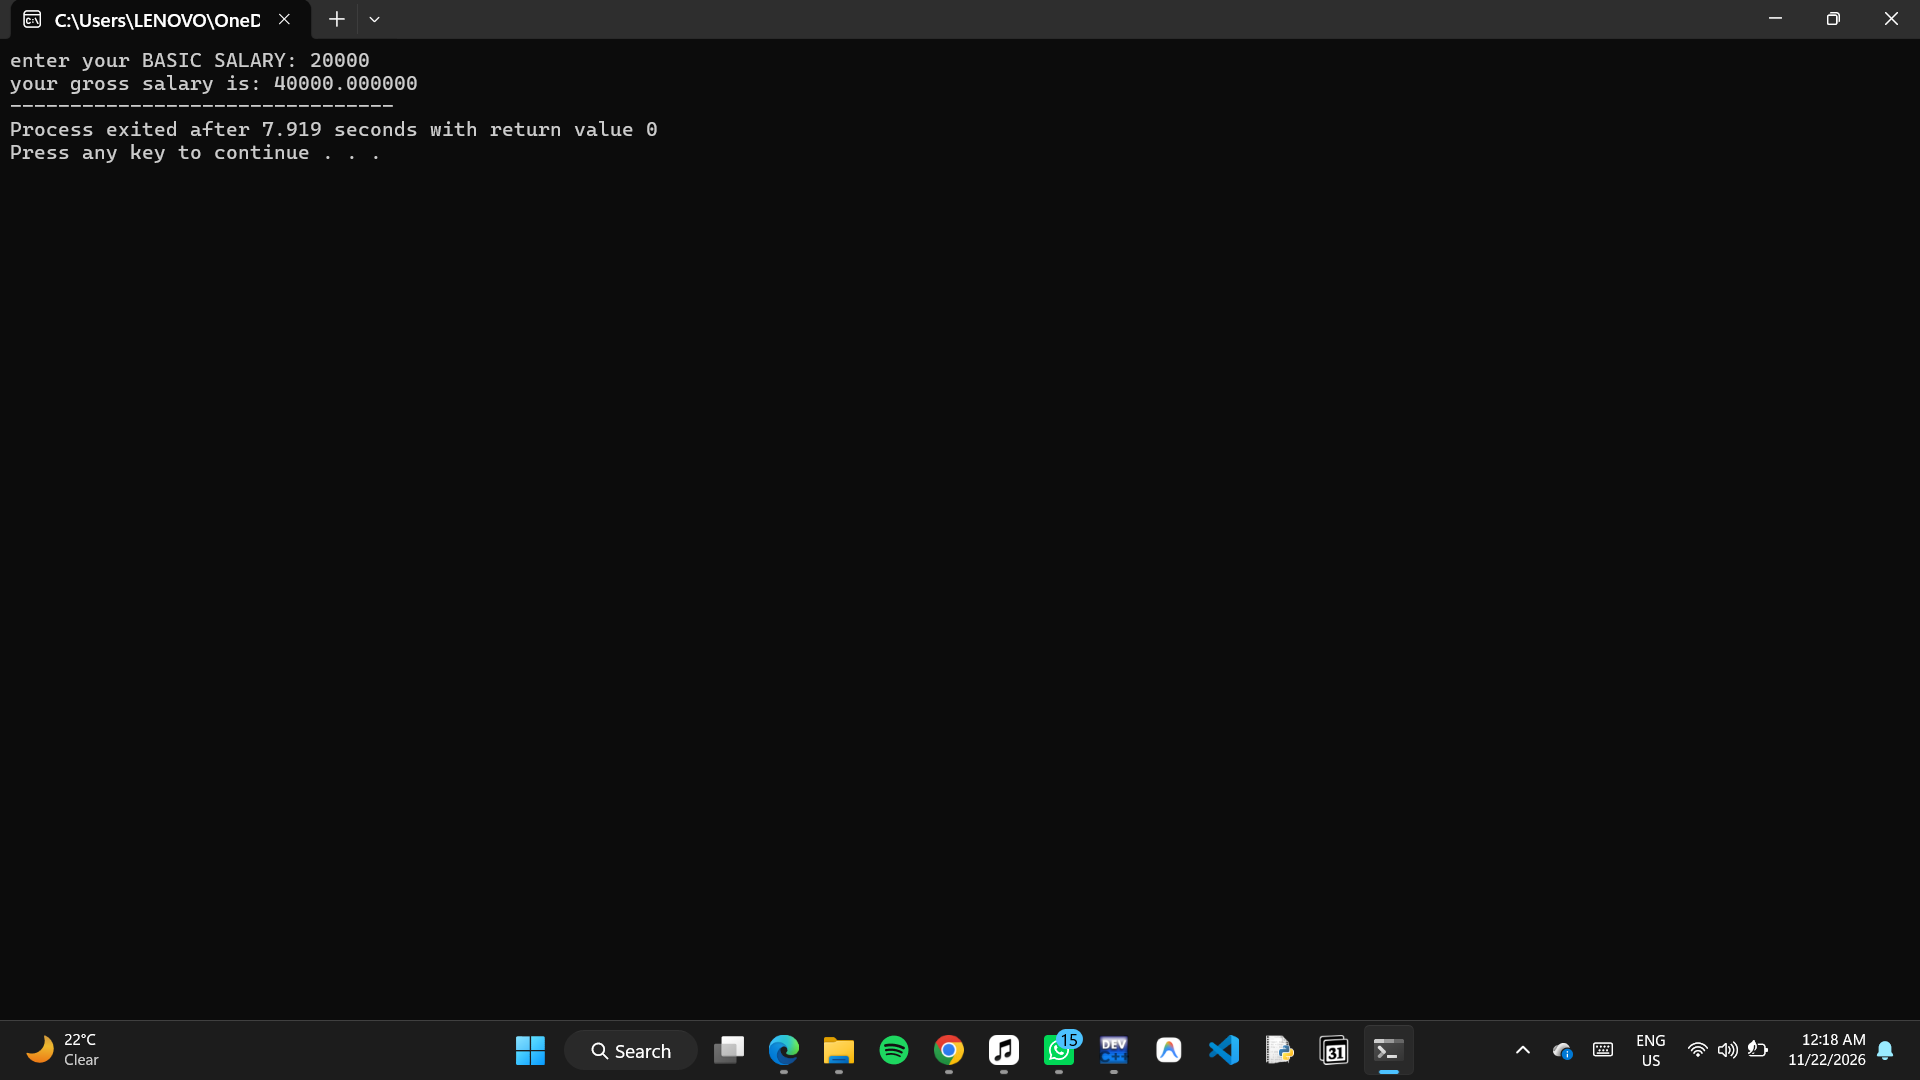 C:\Users\LENOVO\OneD
enter your BASIC SALARY: 20000
your gross salary is: 40000.000000
--------------------------------
Process exited after 7.919 seconds with return value 0
Press any key to continue . . .
22°C
Clear
Search
15
DEV
C++
31
ENG
US
12:18 AM
11/22/2026